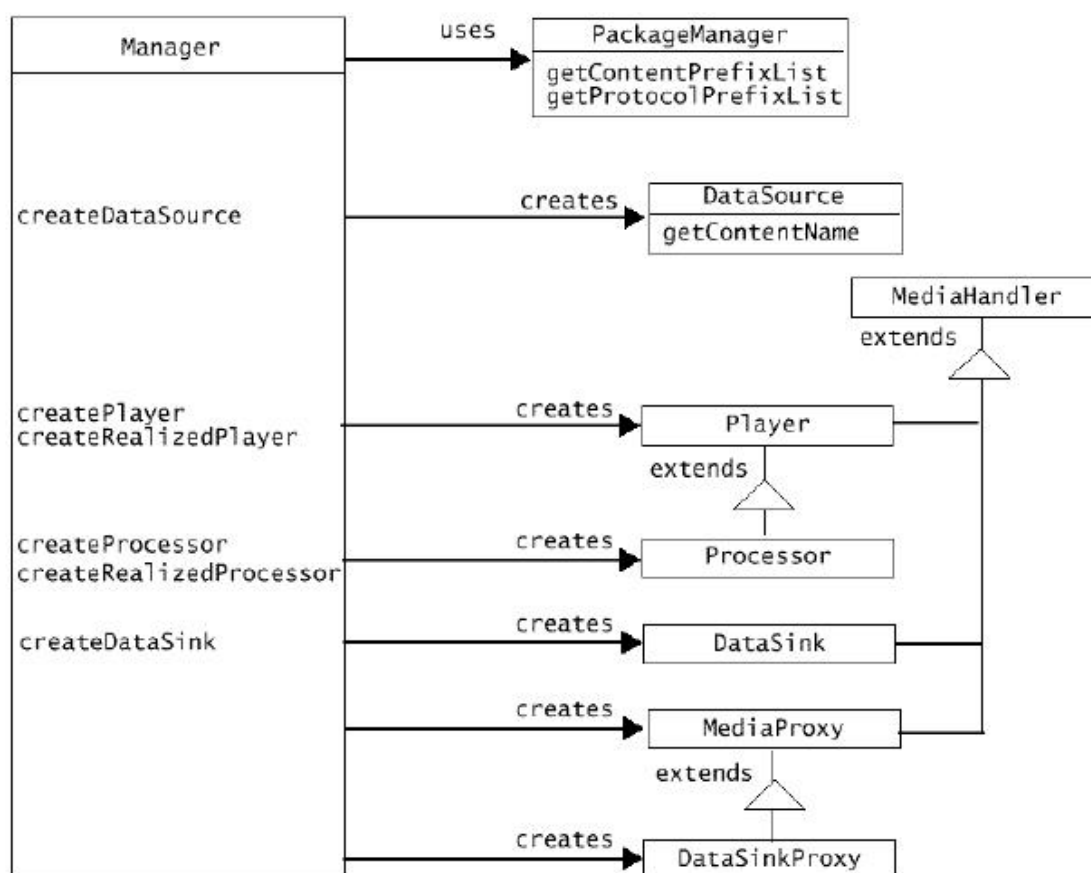 Manager
uses
PackageManager
getContentPrefixList
getProtocolPrefixList
createDataSource
creates
DataSource
getContentName
MediaHandler
extends
createPlayer
createRealizedPlayer
creates
Player
extends
createProcessor
createRealizedProcessor
creates
Processor
createDataSink
creates
DataSink
creates
MediaProxy
extends
creates
DataSinkProxy